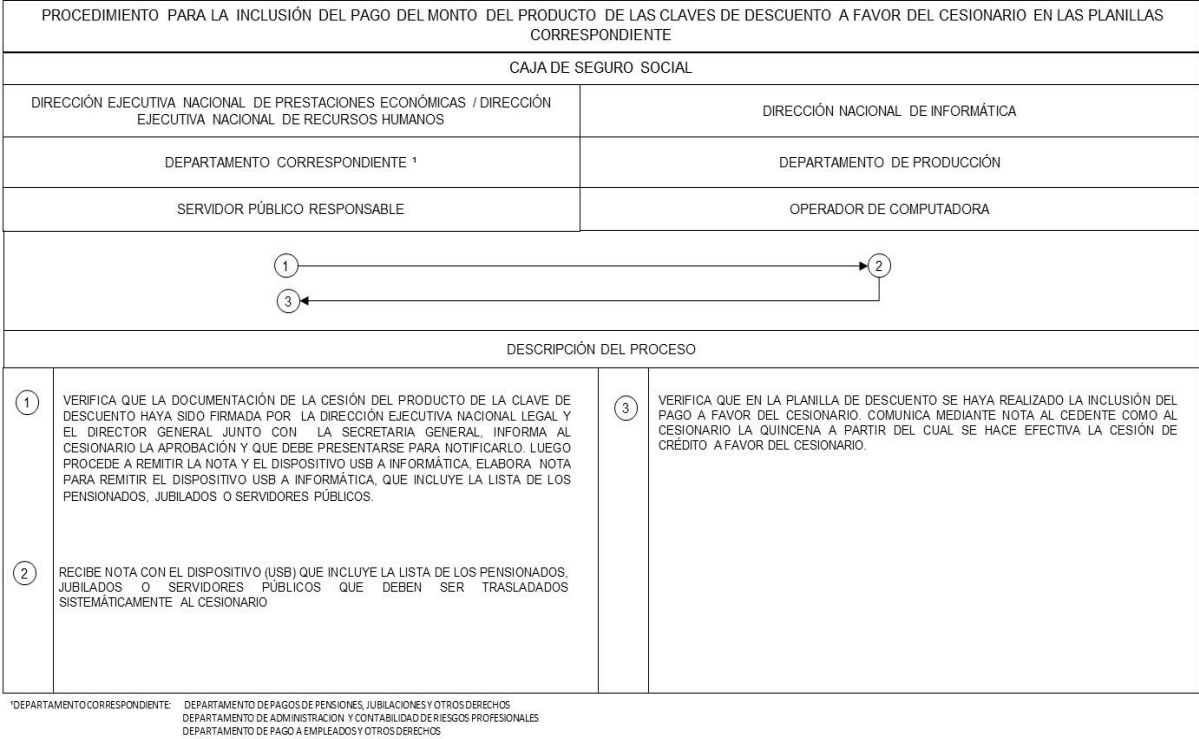 PROCEDIMIENTO PARA LA INCLUSIÓN DEL PAGO DEL MONTO DEL PRODUCTO DE LAS CLAVES DE DESCUENTO A FAVOR DEL CESIONARIO EN LAS PLANILLAS
CORRESPONDIENTE
CAJA DE SEGURO SOCIAL
DIRECCIÓN EJECUTIVA NACIONAL DE PRESTACIONES ECONÓMICAS / DIRECCIÓN
EJECUTIVA NACIONAL DE RECURSOS HUMANOS
DIRECCIÓN NACIONAL DE INFORMÁTICA
DEPARTAMENTO CORRESPONDIENTE ¹
DEPARTAMENTO DE PRODUCCIÓN
SERVIDOR PÚBLICO RESPONSABLE
OPERADOR DE COMPUTADORA
1
2
3
DESCRIPCIÓN DEL PROCESO
1
VERIFICA QUE LA DOCUMENTACIÓN DE LA CESIÓN DEL PRODUCTO DE LA CLAVE DE
DESCUENTO HAYA SIDO FIRMADA POR LA DIRECCIÓN EJECUTIVA NACIONAL LEGAL Y
EL DIRECTOR GENERAL JUNTO CON LA SECRETARIA GENERAL, INFORMA AL
CESIONARIO LA APROBACIÓN Y QUE DEBE PRESENTARSE PARA NOTIFICARLO. LUEGO
PROCEDE A REMITIR LA NOTA Y EL DISPOSITIVO USB A INFORMÁTICA, ELABORA NOTA
PARA REMITIR EL DISPOSITIVO USB A INFORMÁTICA, QUE INCLUYE LA LISTA DE LOS
PENSIONADOS, JUBILADOS O SERVIDORES PÚBLICOS.
2
RECIBE NOTA CON EL DISPOSITIVO (USB) QUE INCLUYE LA LISTA DE LOS PENSIONADOS,
JUBILADOS O SERVIDORES PÚBLICOS QUE DEBEN SER TRASLADADOS
SISTEMÁTICAMENTE AL CESIONARIO
3
VERIFICA QUE EN LA PLANILLA DE DESCUENTO SE HAYA REALIZADO LA INCLUSIÓN DEL
PAGO A FAVOR DEL CESIONARIO. COMUNICA MEDIANTE NOTA AL CEDENTE COMO AL
CESIONARIO LA QUINCENA A PARTIR DEL CUAL SE HACE EFECTIVA LA CESIÓN DE
CRÉDITO A FAVOR DEL CESIONARIO.
¹DEPARTAMENTO CORRESPONDIENTE: DEPARTAMENTO DE PAGOS DE PENSIONES, JUBILACIONES Y OTROS DERECHOS
DEPARTAMENTO DE ADMINISTRACION Y CONTABILIDAD DE RIESGOS PROFESIONALES
DEPARTAMENTO DE PAGO A EMPLEADOS Y OTROS DERECHOS